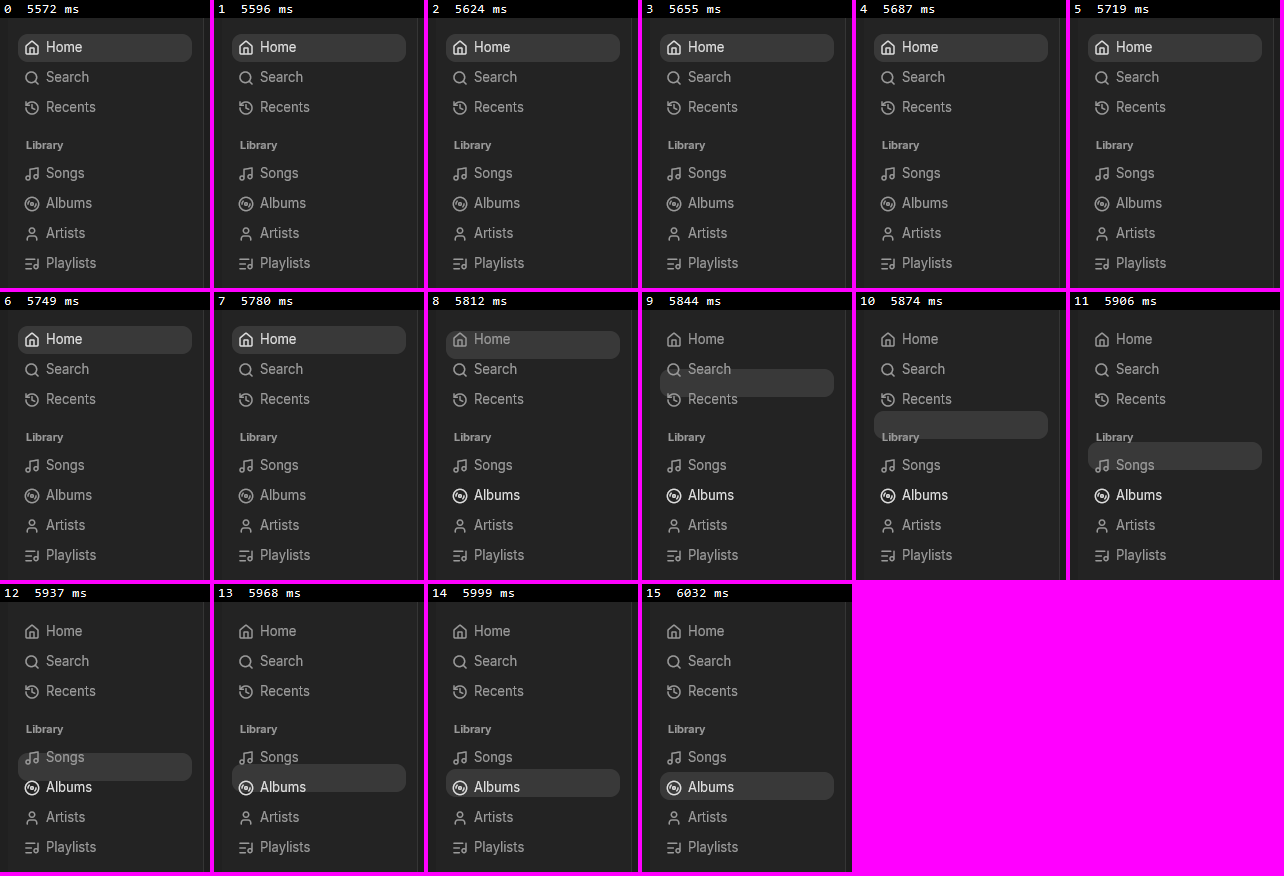 0 5572 ms
Home
Search
Recents
Library
Songs
Albums
Artists
Playlists
1 5596 ms
Home
Search
Recents
Library
Songs
Albums
Artists
Playlists
2 5624 ms
Home
Search
Recents
Library
Songs
Albums
Artists
Playlists
3 5655 ms
Home
Search
Recents
Library
Songs
Albums
Artists
Playlists
4 5687 ms
Home
Search
Recents
Library
Songs
Albums
Artists
Playlists
5 5719 ms
Home
Search
Recents
Library
Songs
Albums
Artists
Playlists
6 5749 ms
Home
Search
Recents
Library
Songs
Albums
Artists
Playlists
7 5780 ms
Home
Search
Recents
Library
Songs
Albums
Artists
Playlists
8 5812 ms
Home
Search
Recents
Library
Songs
Albums
Artists
Playlists
9 5844 ms
Home
Search
Recents
Library
Songs
Albums
Artists
Playlists
10 5874 ms
Home
Search
Recents
Library
Songs
Albums
Artists
Playlists
11 5906 ms
Home
Search
Recents
Library
Songs
Albums
Artists
Playlists
12 5937 ms
Home
Search
Recents
Library
Songs
Albums
Artists
Playlists
13 5968 ms
Home
Search
Recents
Library
Songs
Albums
Artists
Playlists
14 5999 ms
Home
Search
Recents
Library
Songs
Albums
Artists
Playlists
15 6032 ms
Home
Search
Recents
Library
Songs
Albums
Artists
Playlists